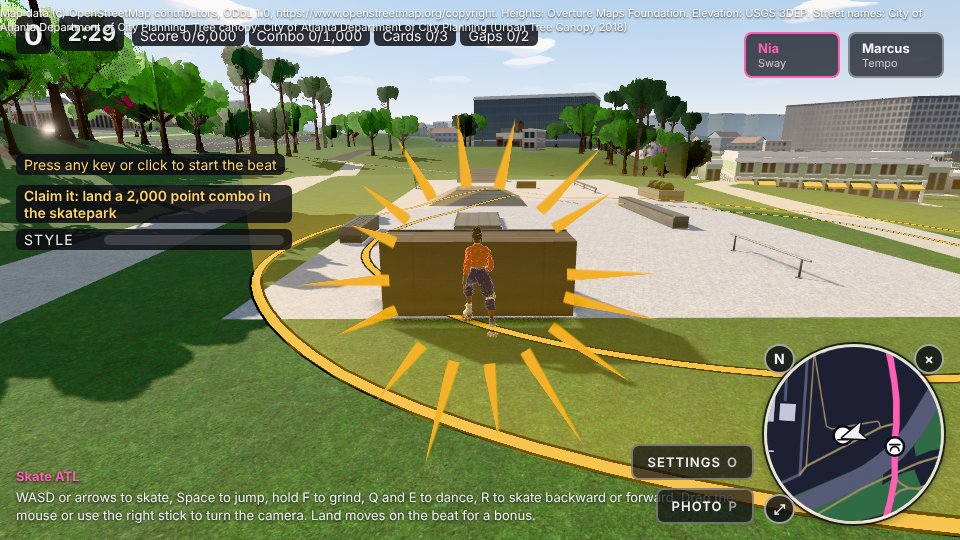 Map data (c) OpenStreetMap contributors, ODbL 1.0, https://www.openstreetmap.org/copyright. Heights: Overture Maps Foundation. Elevation: USGS 3DEP. Street names: City of
Atlanta Department of City Planning. Tree canopy: City of Atlanta Department of City Planning (Urban Tree Canopy 2018)
0
2:29
Score 0/6,000
Combo 0/1,000
Cards 0/3
Gaps 0/2
Nia
Sway
Marcus
Tempo
Press any key or click to start the beat
Claim it: land a 2,000 point combo in
the skatepark
STYLE
N
×
SETTINGS O
PHOTO P
Skate ATL
WASD or arrows to skate, Space to jump, hold F to grind, Q and E to dance, R to skate backward or forward. Drag the
mouse or use the right stick to turn the camera. Land moves on the beat for a bonus.